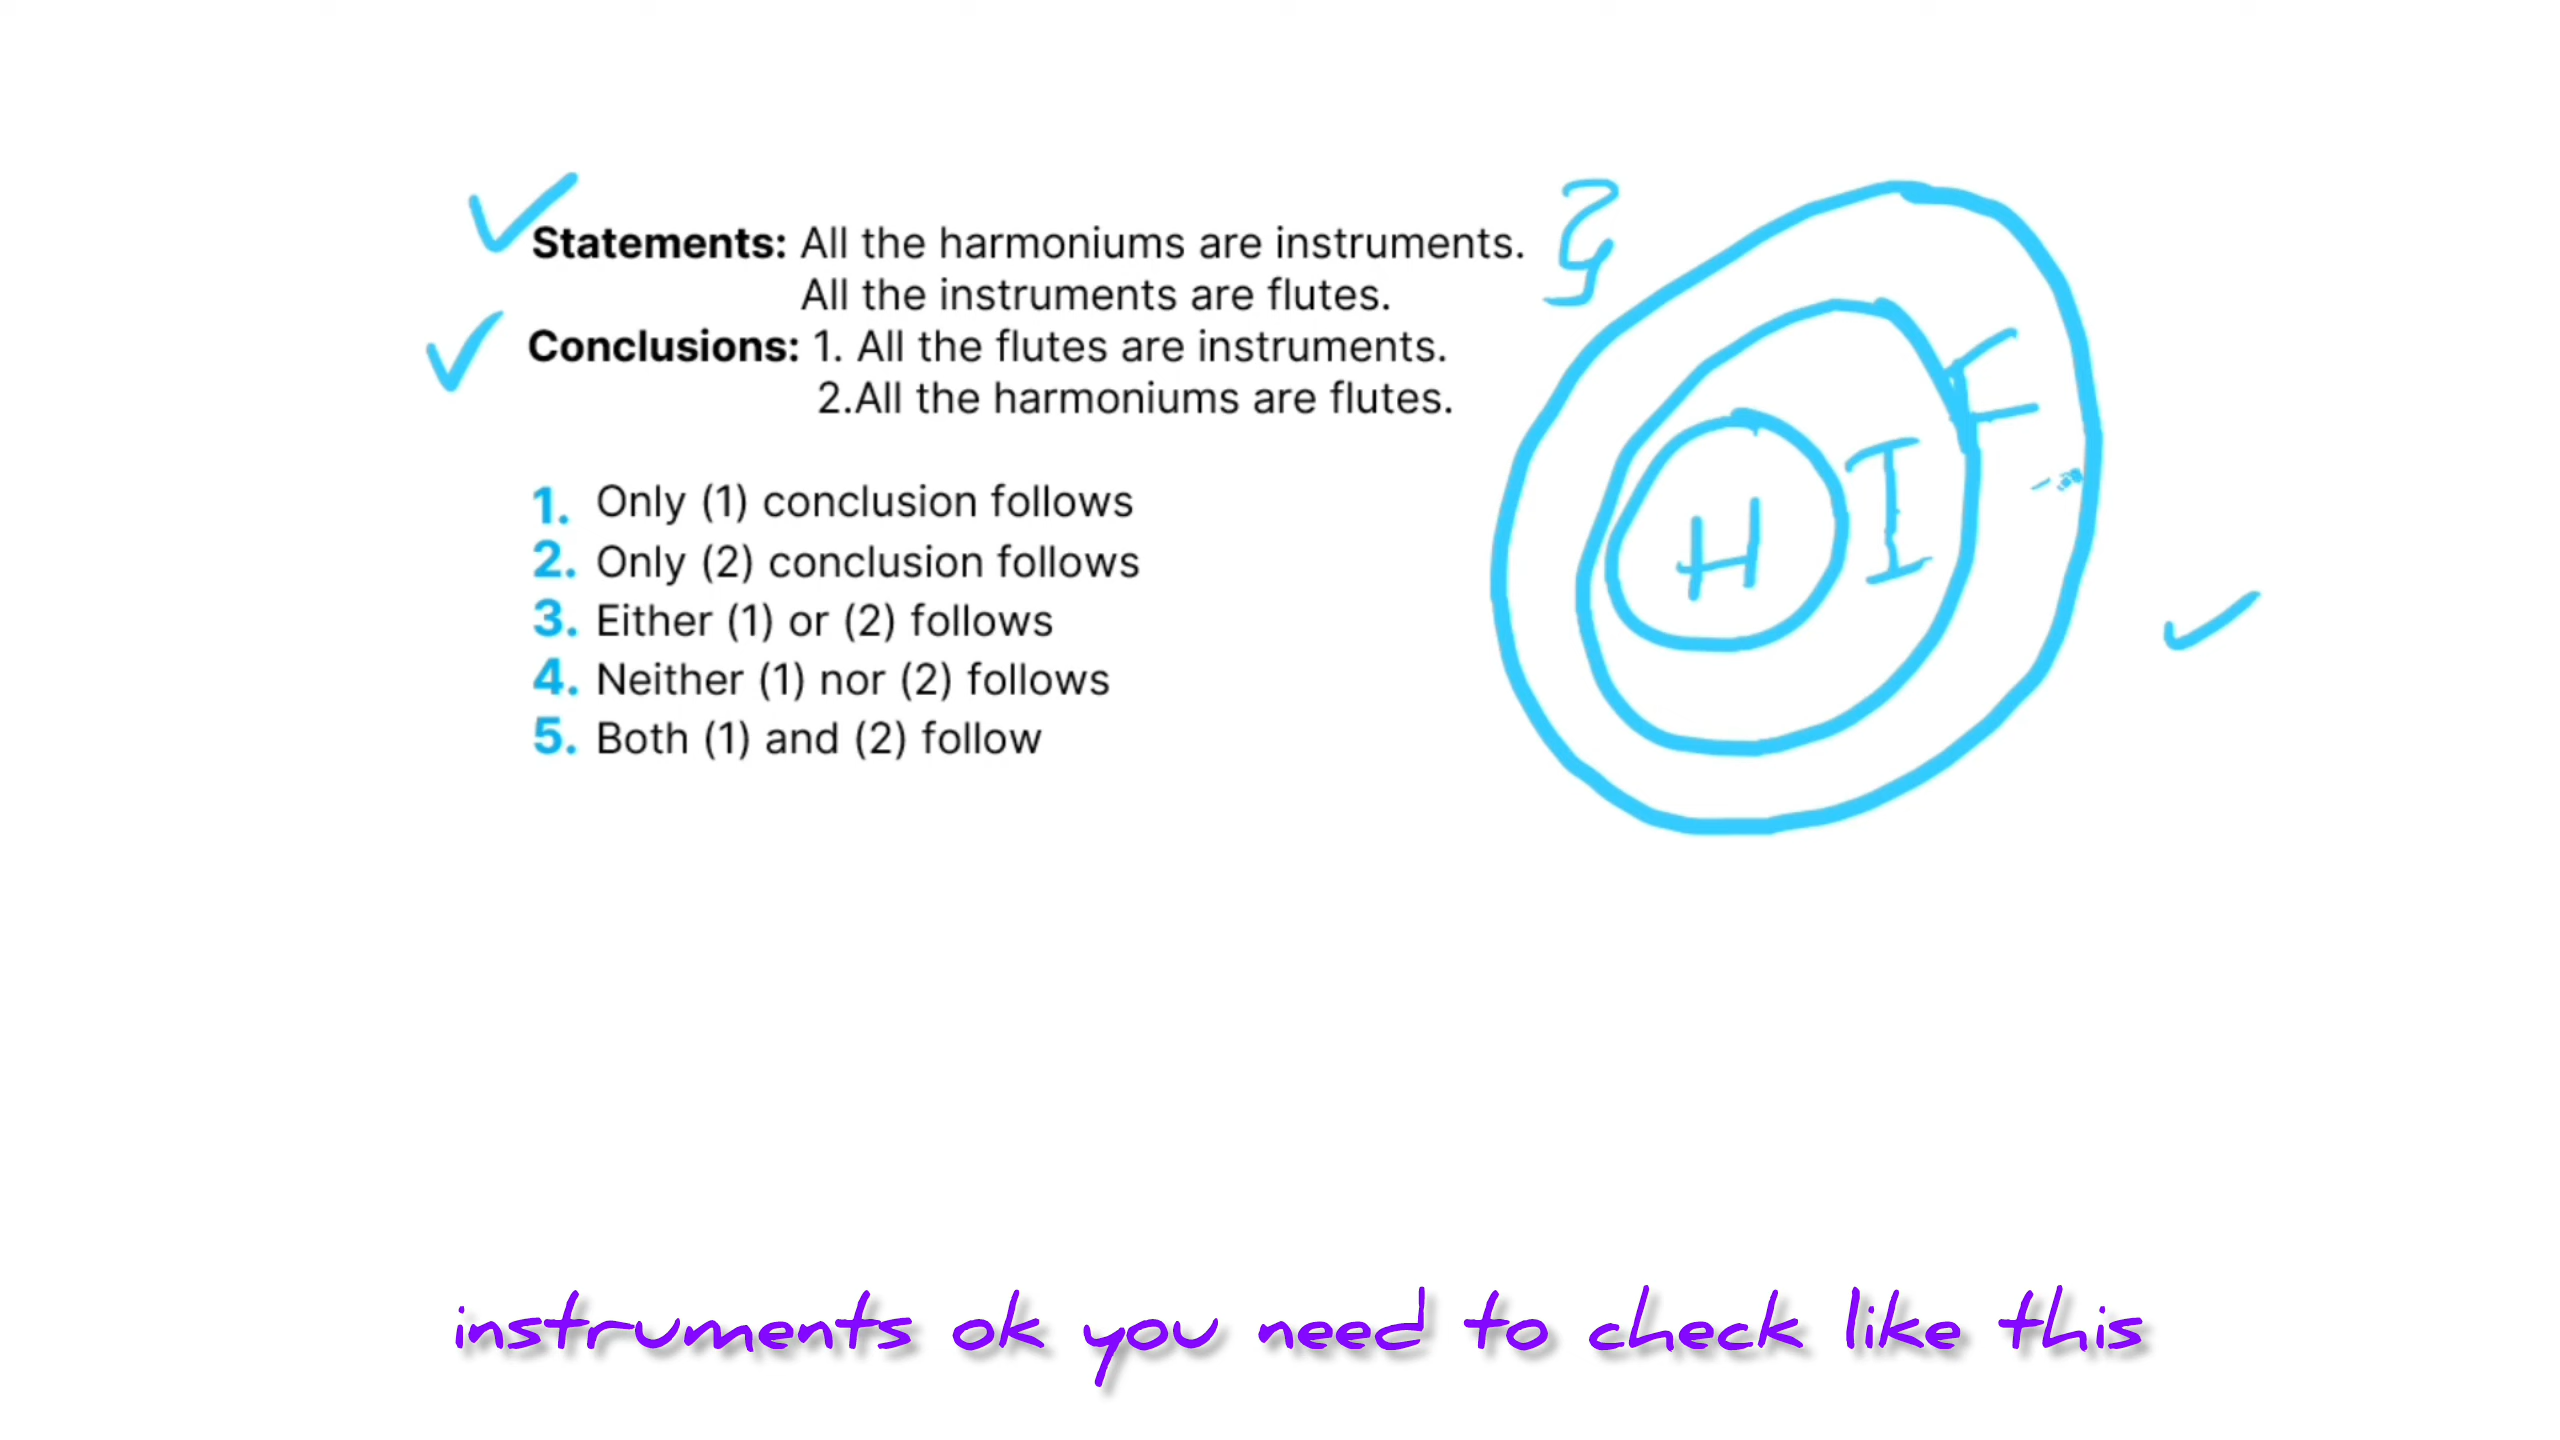 Statements: All the harmoniums are instruments.
All the instruments are flutes.
Conclusions: 1. All the flutes are instruments.
2.All the harmoniums are flutes.
1. Only (1) conclusion follows
2. Only (2) conclusion follows
3. Either (1) or (2) follows
4. Neither (1) nor (2) follows
5. Both (1) and (2) follow
H
I
F
instruments ok you need to check like this